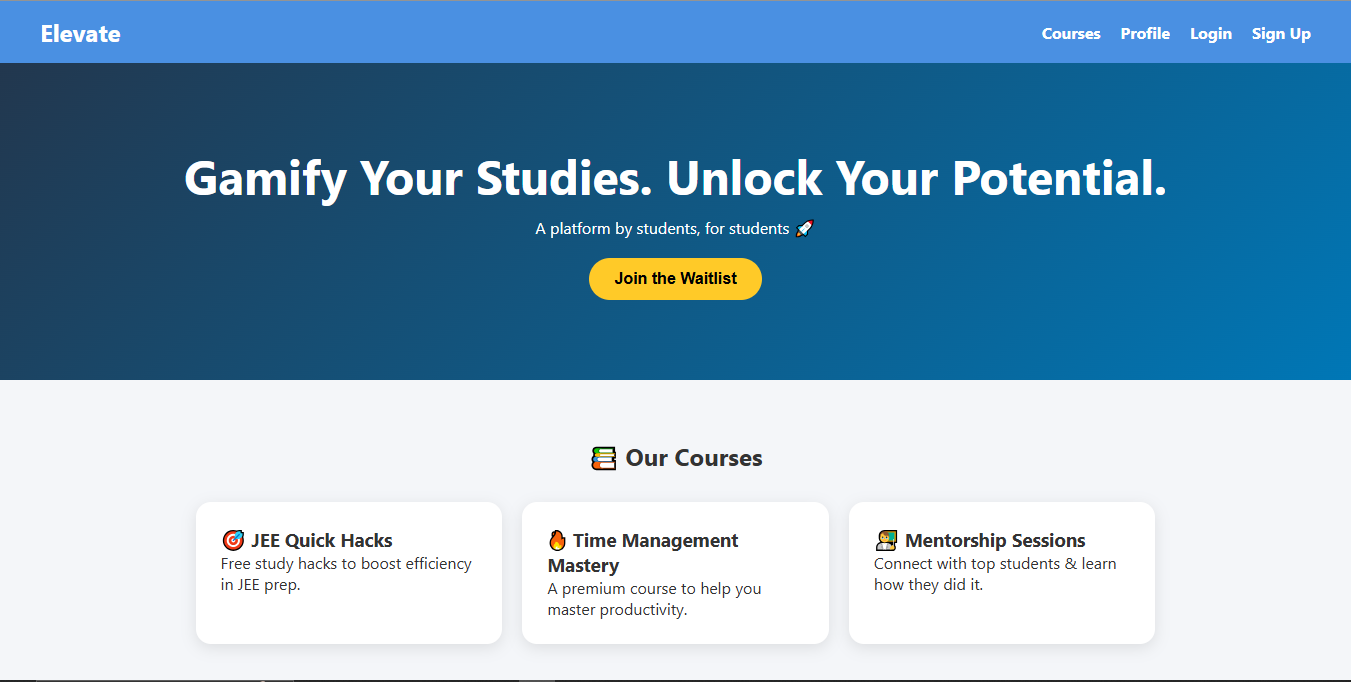 Elevate
Courses Profile Login Sign Up
Gamify Your Studies. Unlock Your Potential.
A platform by students, for students 🚀
Join the Waitlist
📚 Our Courses
🎯 JEE Quick Hacks
Free study hacks to boost efficiency
in JEE prep.
🔥 Time Management
Mastery
A premium course to help you
master productivity.
👨‍🏫 Mentorship Sessions
Connect with top students & learn
how they did it.